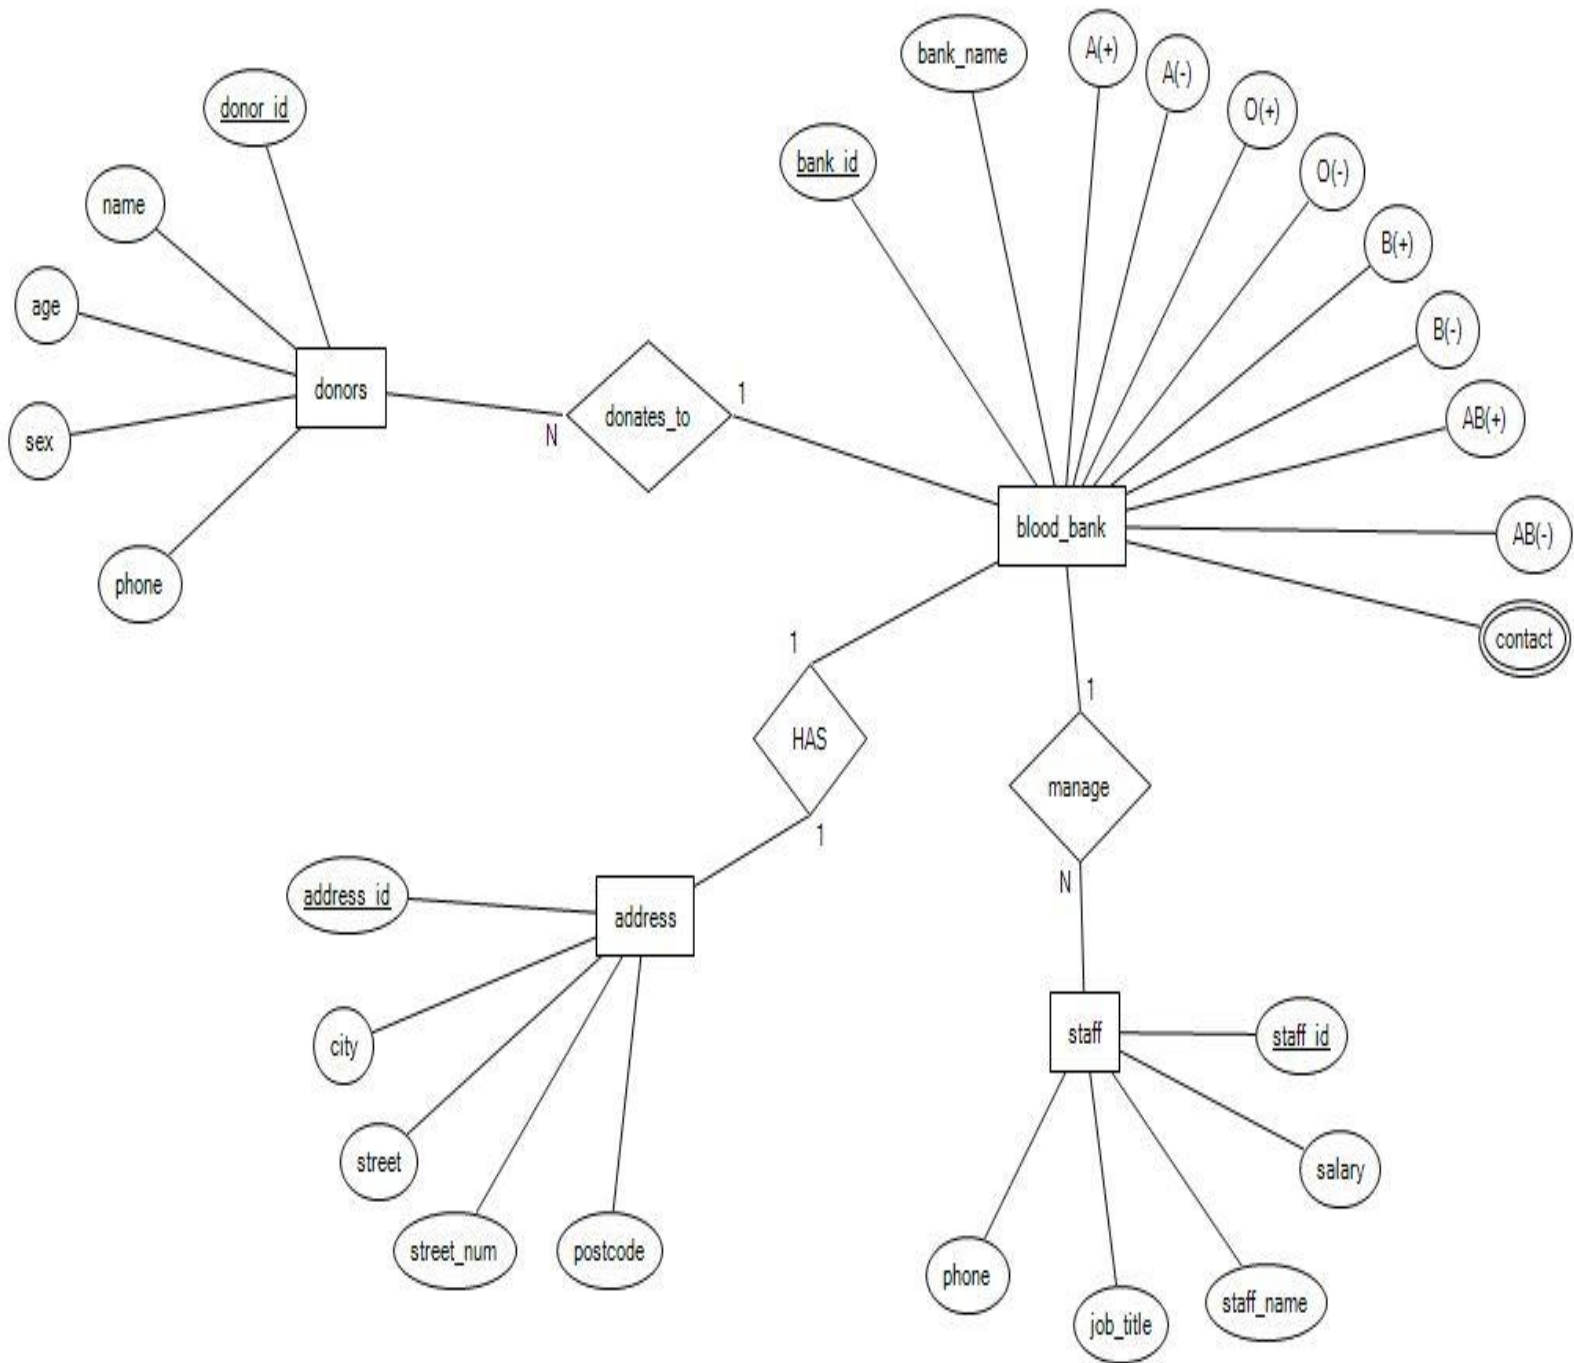 bank_name
A(+)
A(-)
donor_id
O(+)
bank_id
O(-)
name
B(+)
age
B(-)
donors
1
donates_to
AB(+)
sex
N
blood_bank
AB(-)
phone
contact
1
1
HAS
manage
1
N
address_id
address
staff
staff_id
city
street
salary
street_num
postcode
phone
staff_name
job_title